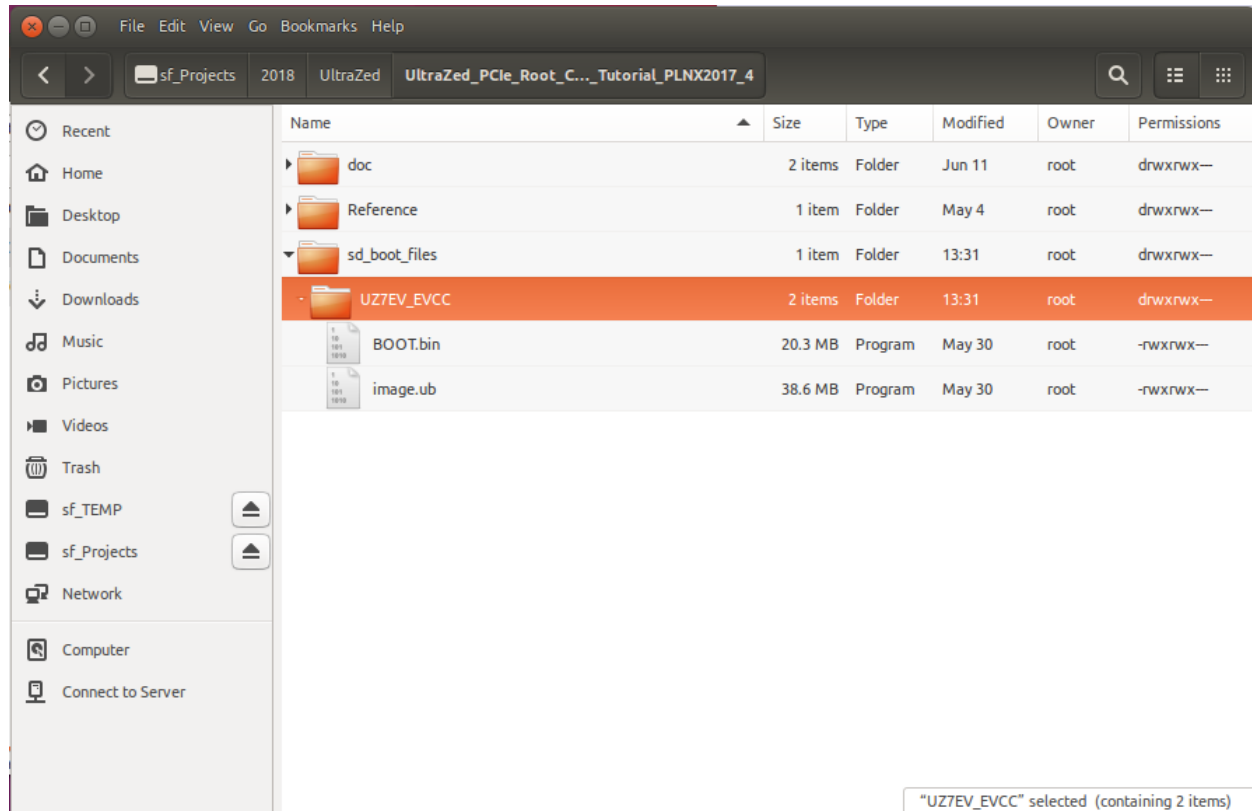 File Edit View Go Bookmarks Help
sf_Projects 2018 UltraZed UltraZed_PCIe_Root_C..._Tutorial_PLNX2017_4
Recent
Home
Desktop
Documents
Downloads
Music
Pictures
Videos
Trash
sf_TEMP
sf_Projects
Network
Computer
Connect to Server
Name Size Type Modified Owner Permissions
doc 2 items Folder Jun 11 root drwxrwx---
Reference 1 item Folder May 4 root drwxrwx---
sd_boot_files 1 item Folder 13:31 root drwxrwx---
UZ7EV_EVCC 2 items Folder 13:31 root drwxrwx---
BOOT.bin 20.3 MB Program May 30 root -rwxrwx---
image.ub 38.6 MB Program May 30 root -rwxrwx---
"UZ7EV_EVCC" selected (containing 2 items)